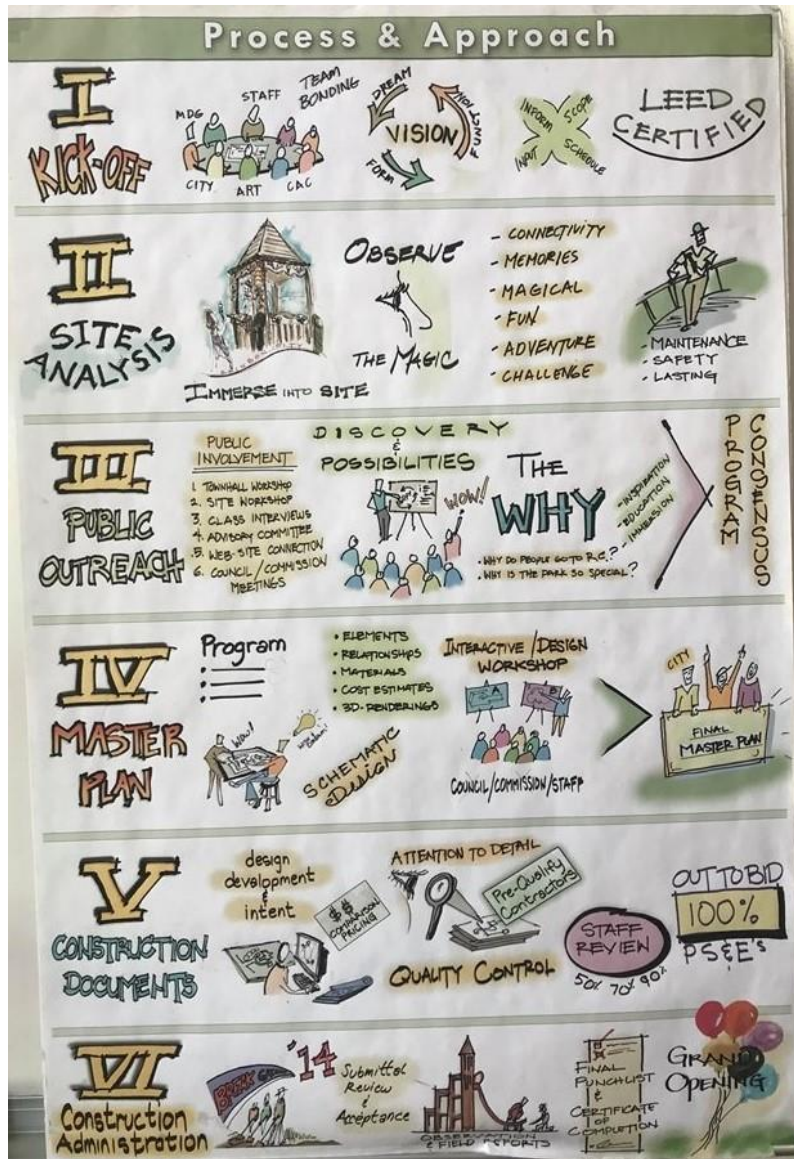 Process & Approach
I
KICK-OFF
MDG
STAFF
TEAM
BONDING
CITY
ART
CAC
DREAM
VISION
FUNCTION
FORM
INFORM
SCOPE
INPUT
SCHEDULE
LEED
CERTIFIED
II
SITE
ANALYSIS
IMMERSE INTO SITE
OBSERVE
THE MAGIC
- CONNECTIVITY
- MEMORIES
- MAGICAL
- FUN
- ADVENTURE
- CHALLENGE
- MAINTENANCE
- SAFETY
- LASTING
III
PUBLIC
OUTREACH
PUBLIC
INVOLVEMENT
1. TOWNHALL WORKSHOP
2. SITE WORKSHOP
3. CLASS INTERVIEWS
4. ADVISORY COMMITTEE
5. WEB-SITE CONNECTION
6. COUNCIL/COMMISSION
MEETINGS
DISCOVERY
&
POSSIBILITIES
WOW!
THE
WHY
• WHY DO PEOPLE GO TO P.C.?
• WHY IS THE PARK SO SPECIAL?
- INSPIRATION
- EDUCATION
- IMMERSION
PROGRAM
CONSENSUS
IV
MASTER
PLAN
Program
WOW!
• ELEMENTS
• RELATIONSHIPS
• MATERIALS
• COST ESTIMATES
• 3D-RENDERINGS
SCHEMATIC
DESIGN
INTERACTIVE/DESIGN
WORKSHOP
A
B
COUNCIL/COMMISSION/STAFF
CITY
FINAL
MASTER PLAN
V
CONSTRUCTION
DOCUMENTS
design
development
&
intent
$$
COMPARISON
PRICING
ATTENTION TO DETAIL
Pre-Qualify
Contractors
QUALITY CONTROL
STAFF
REVIEW
50% 70% 90%
OUT TO BID
100%
PS&E's
VI
Construction
Administration
BREAK
'14
Submittal
Review
&
Acceptance
OBSERVATION
& FIELD REPORTS
FINAL
PUNCHLIST
&
CERTIFICATE
OF
COMPLETION
GRAND
OPENING